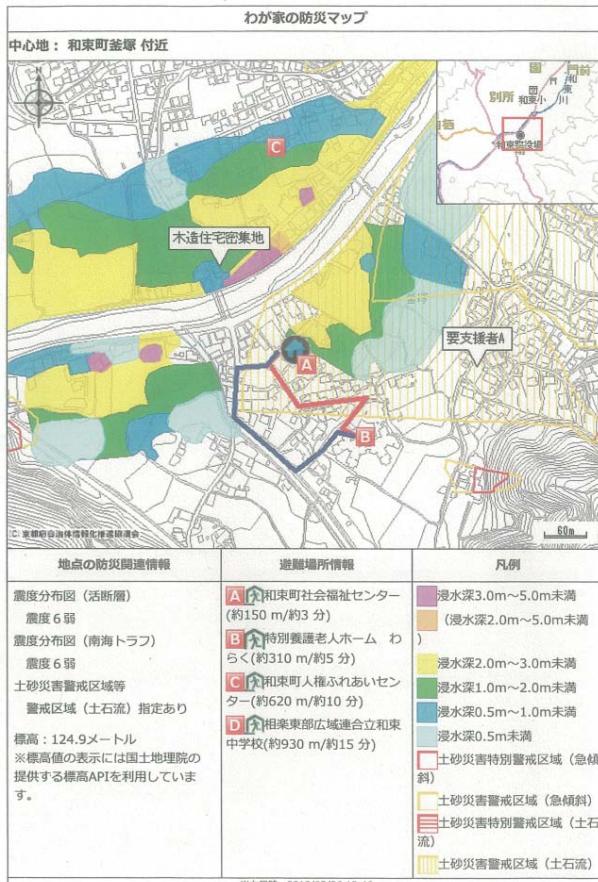 わが家の防災マップ
中心地： 和束町釜塚 付近
N
別所
門前
和束小
和束川
和束町役場
C
木造住宅密集地
要支援者A
A
B
60m
地点の防災関連情報
震度分布図（活断層）
震度６弱
震度分布図（南海トラフ）
震度６弱
土砂災害警戒区域等
警戒区域（土石流）指定あり
標高：124.9メートル
※標高値の表示には国土地理院の
提供する標高APIを利用していま
す。
避難場所情報
A 和束町社会福祉センター
(約150 m/約3 分)
B 特別養護老人ホーム　わ
らく(約310 m/約5 分)
C 和束町人権ふれあいセン
ター(約620 m/約10 分)
D 相楽東部広域連合立和束
中学校(約930 m/約15 分)
凡例
浸水深3.0m～5.0m未満
（浸水深2.0m～5.0m未満
）
浸水深2.0m～3.0m未満
浸水深1.0m～2.0m未満
浸水深0.5m～1.0m未満
浸水深0.5m未満
土砂災害特別警戒区域（急傾
斜）
土砂災害警戒区域（急傾斜）
土砂災害特別警戒区域（土石
流）
土砂災害警戒区域（土石流）